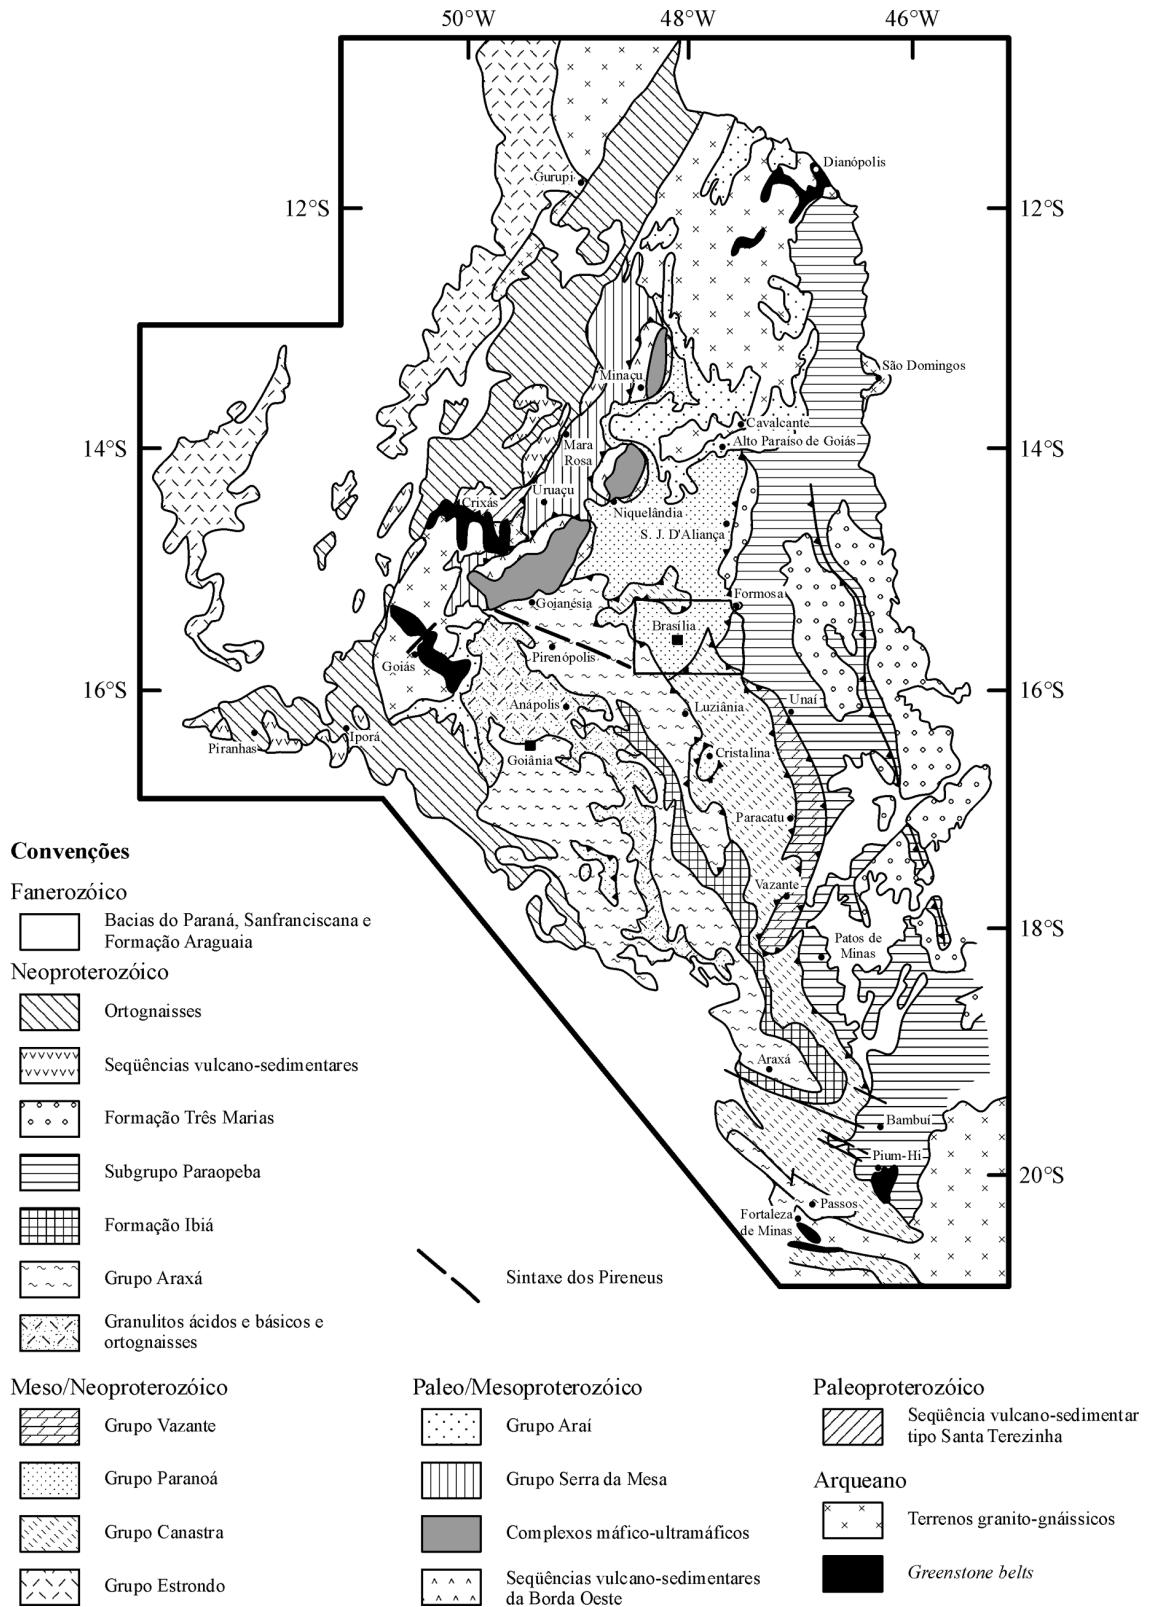 50°W 48°W 46°W
Dianópolis
Gurupi
12°S 12°S
São Domingos
Minaçu
Cavalcante
14°S Mara Rosa Alto Paraíso de Goiás 14°S
Uruaçu
Crixás Niquelândia
S. J. D'Aliança
Formosa
Goianésia
Brasília
Pirenópolis
Goiás
16°S 16°S
Anápolis Luziânia Unaí
Piranhas Iporá
Goiânia Cristalina
Paracatu
Convenções
Vazante
Fanerozóico
Bacias do Paraná, Sanfranciscana e
Formação Araguaia
18°S
Patos de
Minas
Neoproterozóico
Ortognaisses
Seqüências vulcano-sedimentares
Araxá
Formação Três Marias
Bambuí
Pium-Hi
Subgrupo Paraopeba
20°S
Passos
Formação Ibiá
Fortaleza
de Minas
Grupo Araxá
Sintaxe dos Pireneus
Granulitos ácidos e básicos e
ortognaisses
Meso/Neoproterozóico
Grupo Vazante
Grupo Paranoá
Grupo Canastra
Grupo Estrondo
Paleo/Mesoproterozóico
Grupo Araí
Grupo Serra da Mesa
Complexos máfico-ultramáficos
Seqüências vulcano-sedimentares
da Borda Oeste
Paleoproterozóico
Seqüência vulcano-sedimentar
tipo Santa Terezinha
Arqueano
Terrenos granito-gnáissicos
Greenstone belts